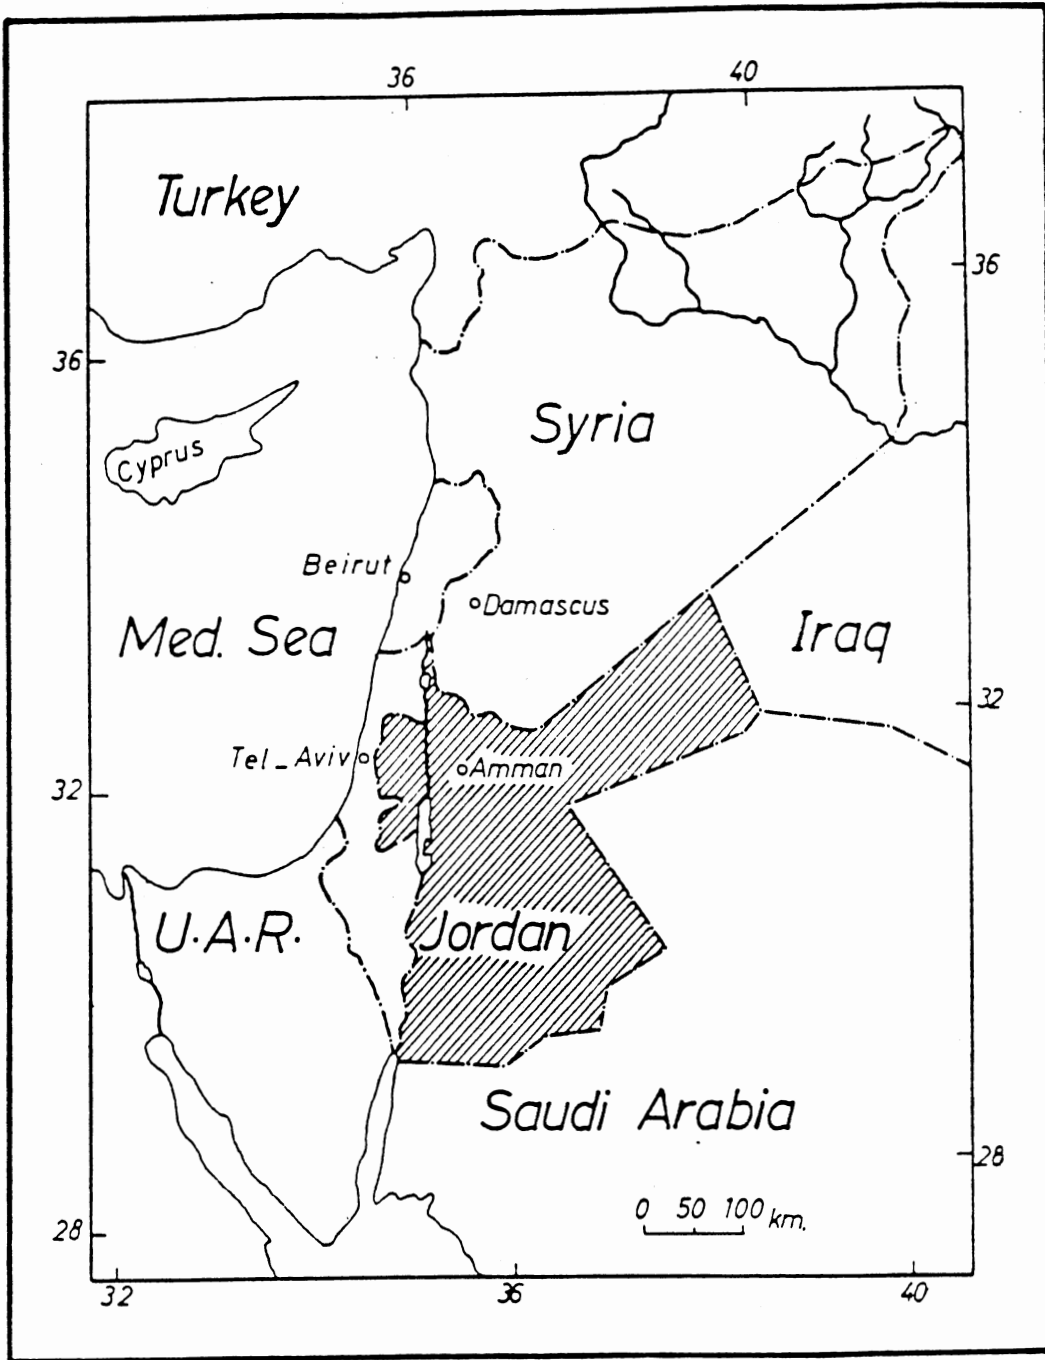 36 40
Turkey
36
36
Syria
Cyprus
Beirut
Damascus
Med. Sea
Iraq
32
Tel_Aviv
Amman
32
U.A.R.
Jordan
Saudi Arabia
28
0 50 100 km.
28
32 36 40